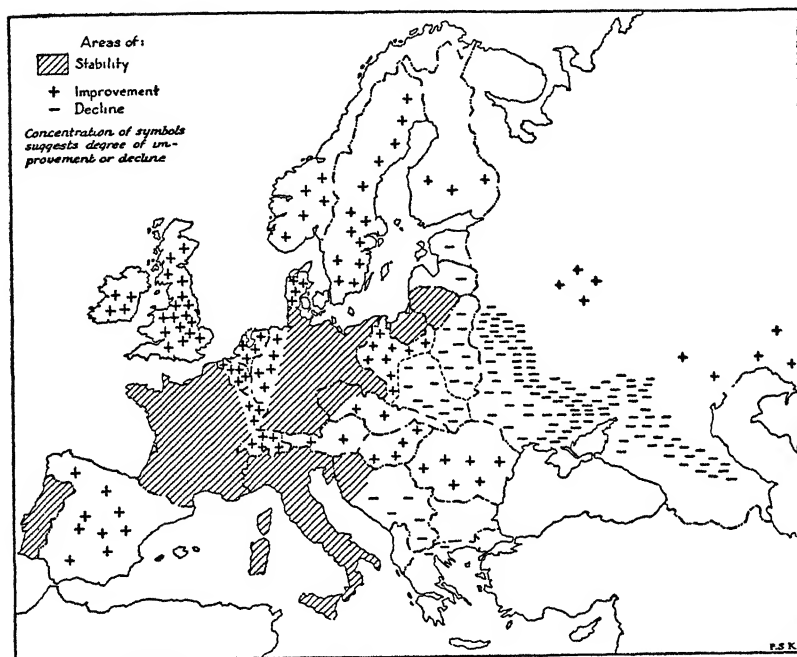 Areas of:
Stability
+ Improvement
− Decline
Concentration of symbols
suggests degree of im-
provement or decline
P.S K.